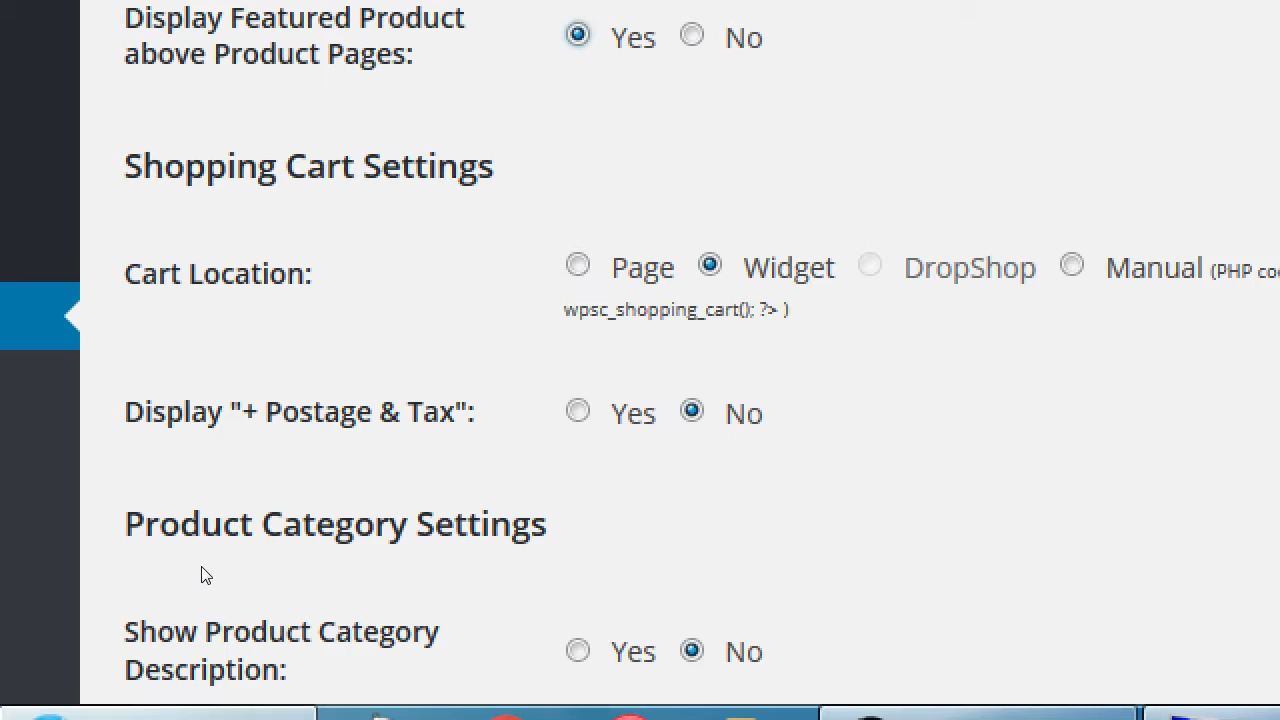 Display Featured Product
above Product Pages:
Yes No
Shopping Cart Settings
Cart Location:
Page Widget DropShop Manual (PHP
wpsc_shopping_cart(); ?> )
Display "+ Postage & Tax":
Yes No
Product Category Settings
Show Product Category
Description:
Yes No